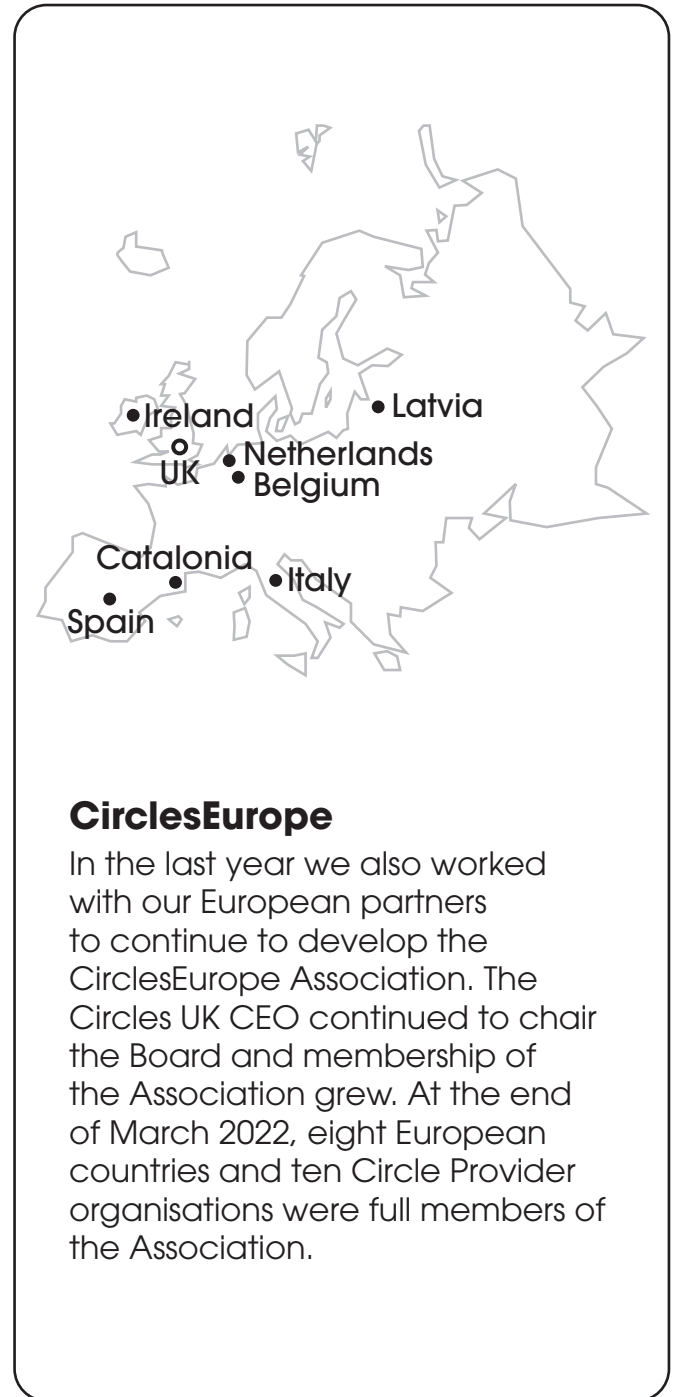 Latvia
Ireland
Netherlands
UK
Belgium
Catalonia
Italy
Spain
CirclesEurope
In the last year we also worked
with our European partners
to continue to develop the
CirclesEurope Association. The
Circles UK CEO continued to chair
the Board and membership of
the Association grew. At the end
of March 2022, eight European
countries and ten Circle Provider
organisations were full members of
the Association.